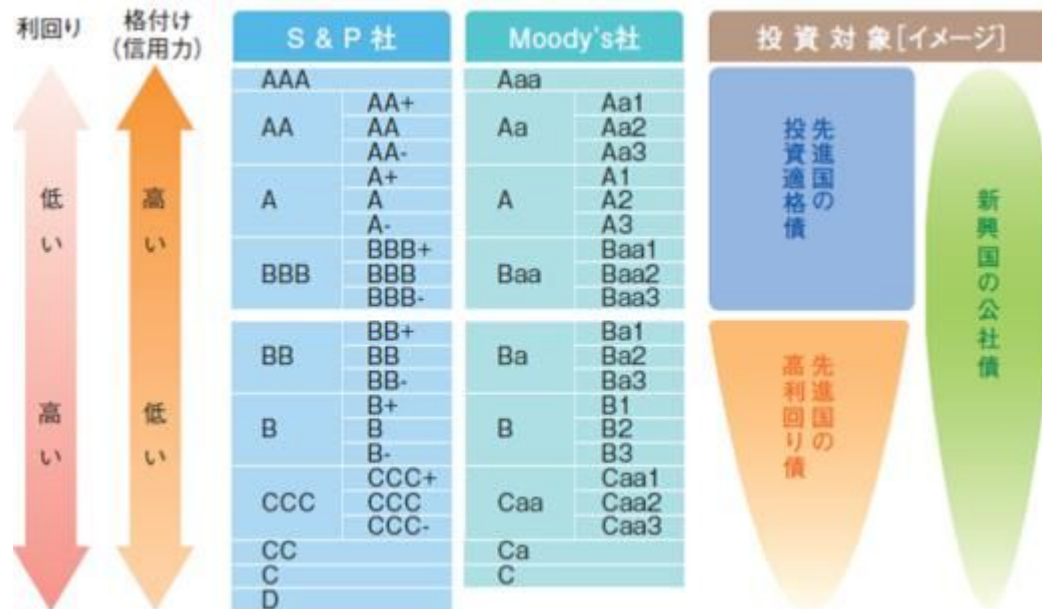 利回り
格付け
(信用力)
S & P 社
Moody's社
投資対象[イメージ]
低い
高い
高い
低い
AAA
AA
AA+
AA
AA-
A
A+
A
A-
BBB
BBB+
BBB
BBB-
BB
BB+
BB
BB-
B
B+
B
B-
CCC
CCC+
CCC
CCC-
CC
C
D
Aaa
Aa
Aa1
Aa2
Aa3
A
A1
A2
A3
Baa
Baa1
Baa2
Baa3
Ba
Ba1
Ba2
Ba3
B
B1
B2
B3
Caa
Caa1
Caa2
Caa3
Ca
C
先進国の
投資適格債
先進国の
高利回り債
新興国の公社債